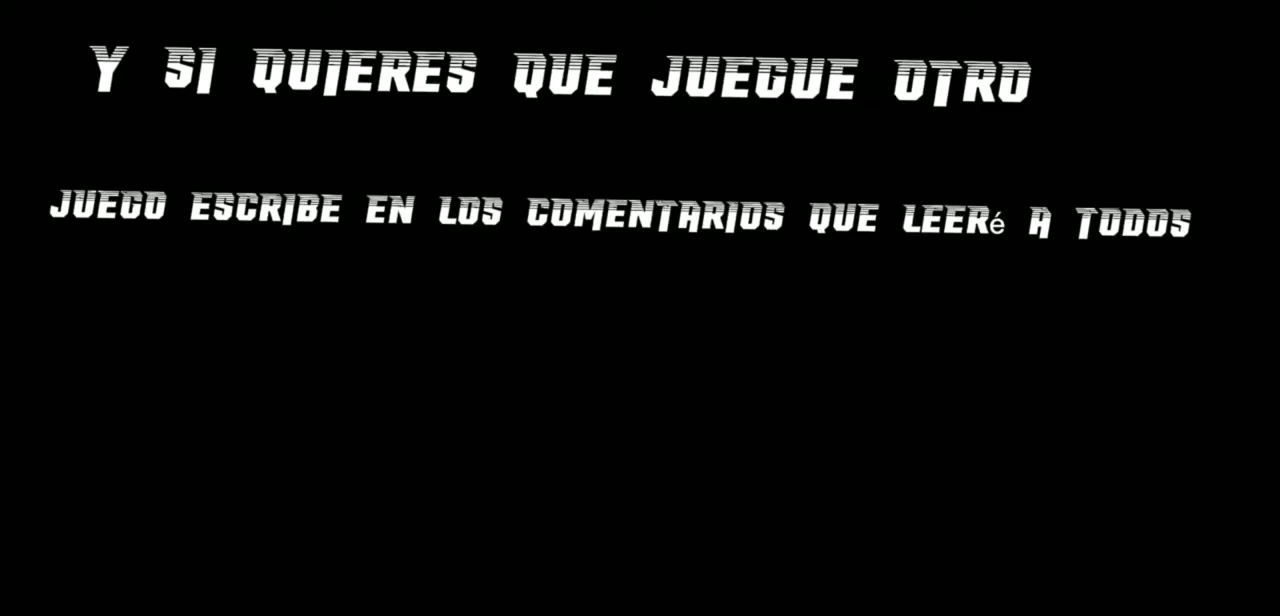 Y SI QUIERES QUE JUEGUE OTRO
JUEGO ESCRIBE EN LOS COMENTARIOS QUE LEERé A TODOS